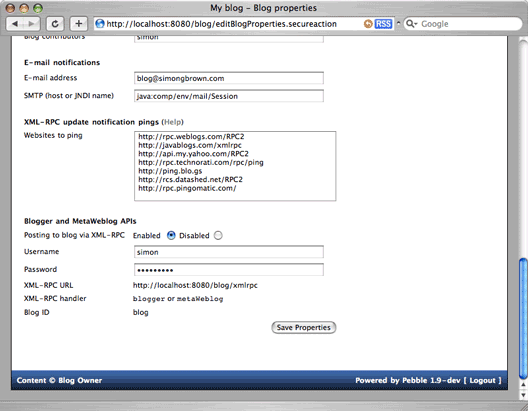 My blog - Blog properties
http://localhost:8080/blog/editBlogProperties.secureaction RSS Google
Blog contributors simon
E-mail notifications
E-mail address blog@simongbrown.com
SMTP (host or JNDI name) java:comp/env/mail/Session
XML-RPC update notification pings (Help)
Websites to ping http://rpc.weblogs.com/RPC2
http://javablogs.com/xmlrpc
http://api.my.yahoo.com/RPC2
http://rpc.technorati.com/rpc/ping
http://ping.blo.gs
http://rcs.datashed.net/RPC2
http://rpc.pingomatic.com/
Blogger and MetaWeblog APIs
Posting to blog via XML-RPC Enabled Disabled
Username simon
Password •••••••••
XML-RPC URL http://localhost:8080/blog/xmlrpc
XML-RPC handler blogger or metaWeblog
Blog ID blog
Save Properties
Content © Blog Owner Powered by Pebble 1.9-dev [ Logout ]